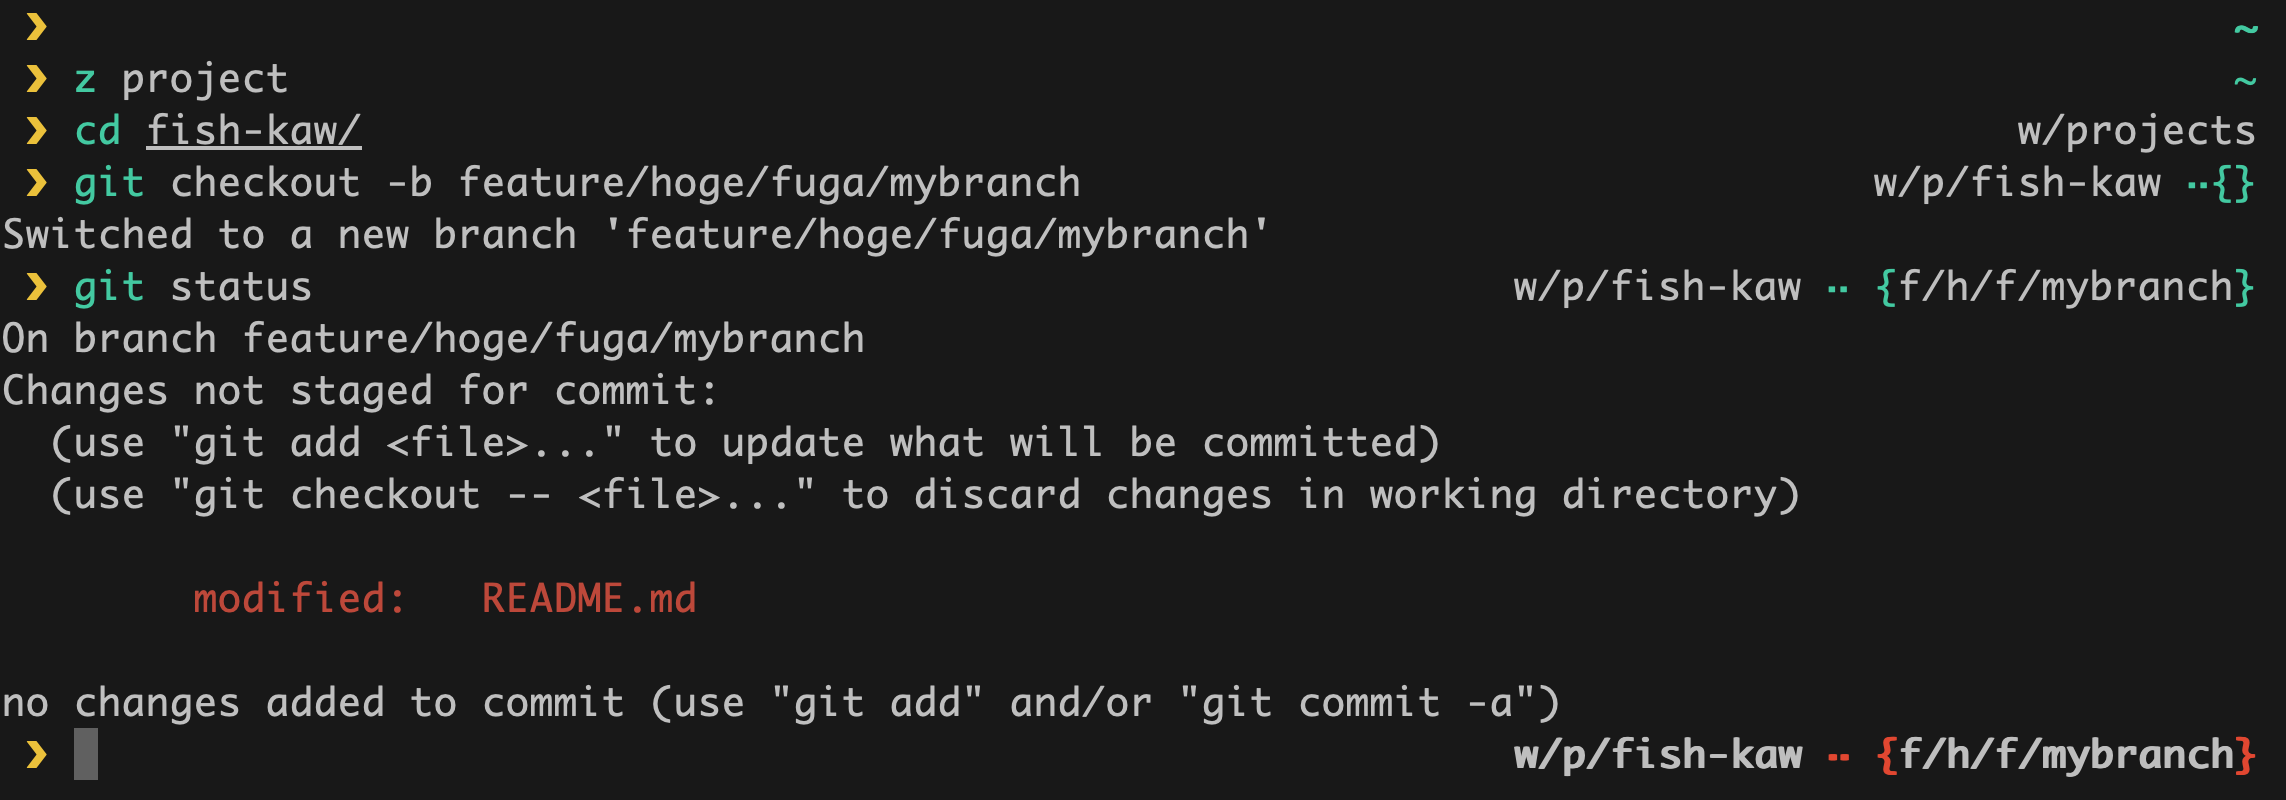 ❯ ~
❯ z project ~
❯ cd fish-kaw/ w/projects
❯ git checkout -b feature/hoge/fuga/mybranch w/p/fish-kaw ··{}
Switched to a new branch 'feature/hoge/fuga/mybranch'
❯ git status w/p/fish-kaw ·· {f/h/f/mybranch}
On branch feature/hoge/fuga/mybranch
Changes not staged for commit:
  (use "git add <file>..." to update what will be committed)
  (use "git checkout -- <file>..." to discard changes in working directory)
        modified:   README.md
no changes added to commit (use "git add" and/or "git commit -a")
❯ w/p/fish-kaw ·· {f/h/f/mybranch}